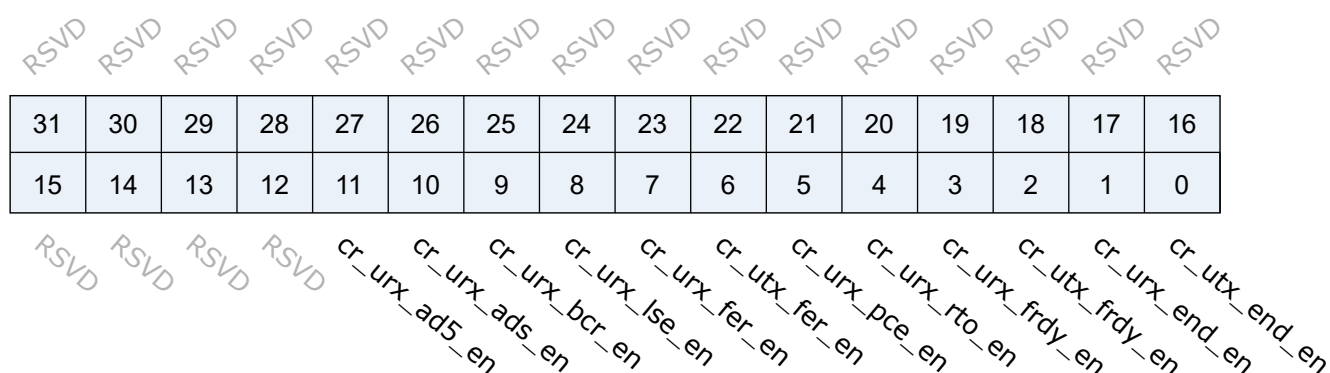 RSVD RSVD RSVD RSVD RSVD RSVD RSVD RSVD RSVD RSVD RSVD RSVD RSVD RSVD RSVD RSVD
31 30 29 28 27 26 25 24 23 22 21 20 19 18 17 16
15 14 13 12 11 10 9 8 7 6 5 4 3 2 1 0
RSVD RSVD RSVD RSVD cr_urx_ad5_en cr_urx_ads_en cr_urx_bcr_en cr_urx_lse_en cr_urx_fer_en cr_utx_fer_en cr_urx_pce_en cr_urx_rto_en cr_urx_frdy_en cr_utx_frdy_en cr_urx_end_en cr_utx_end_en